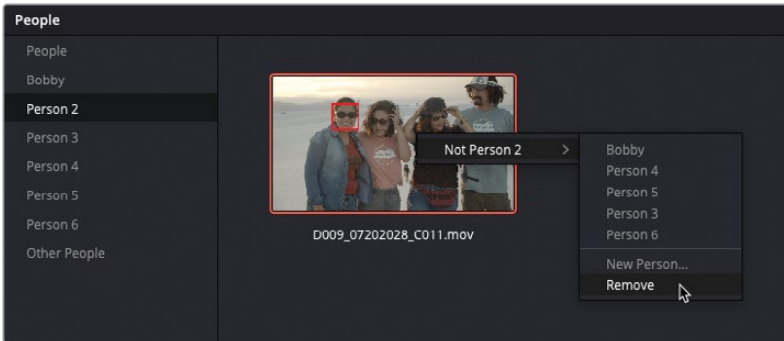 People
People
Bobby
Person 2
Person 3
Person 4
Person 5
Person 6
Other People
D009_07202028_C011.mov
Not Person 2
Bobby
Person 4
Person 5
Person 3
Person 6
New Person...
Remove